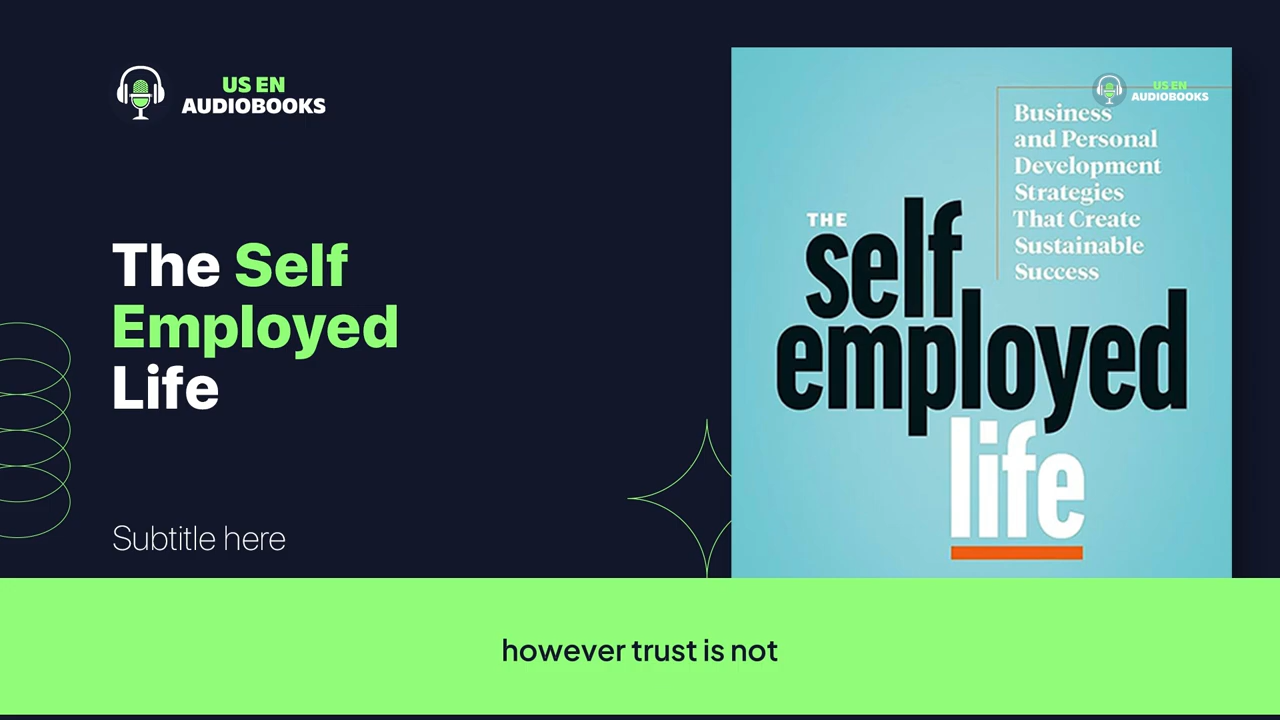 US EN
AUDIOBOOKS
The Self
Employed
Life
Subtitle here
US EN
AUDIOBOOKS
Business
and Personal
Development
Strategies
That Create
Sustainable
Success
THE
self
employed
life
however trust is not